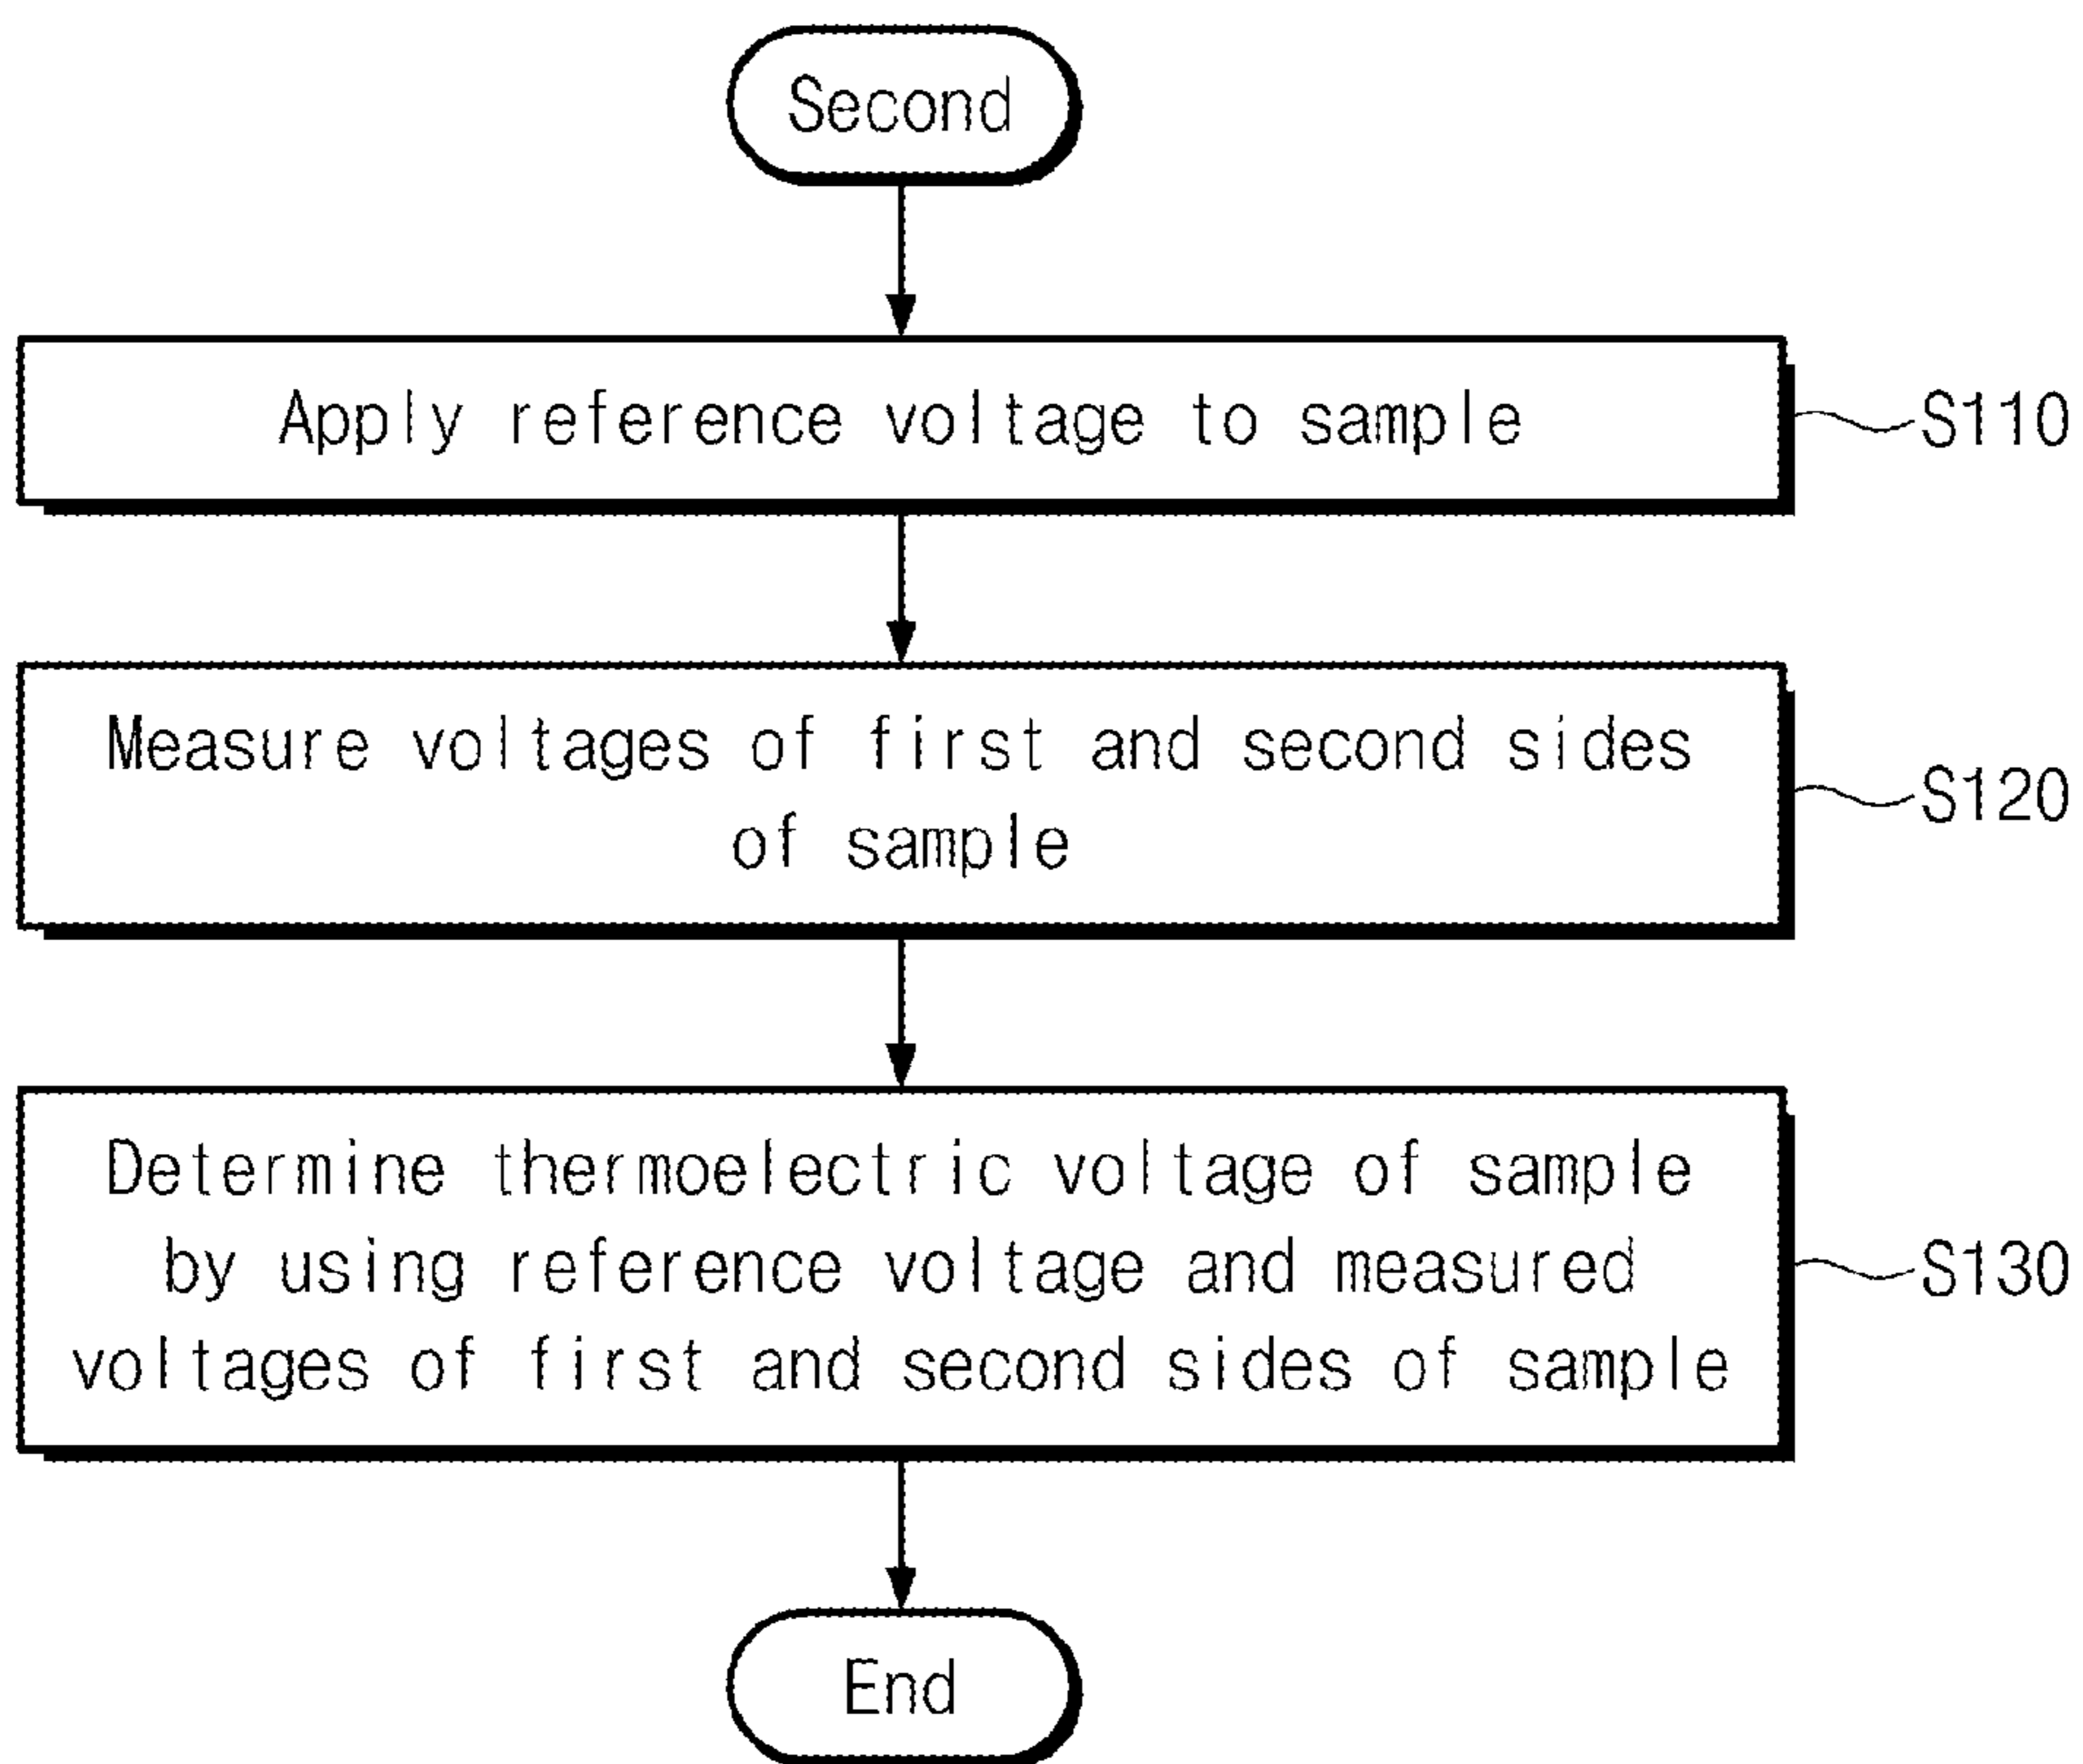 Second
Apply reference voltage to sample
S110
Measure voltages of first and second sides
of sample
S120
Determine thermoelectric voltage of sample
by using reference voltage and measured
voltages of first and second sides of sample
S130
End